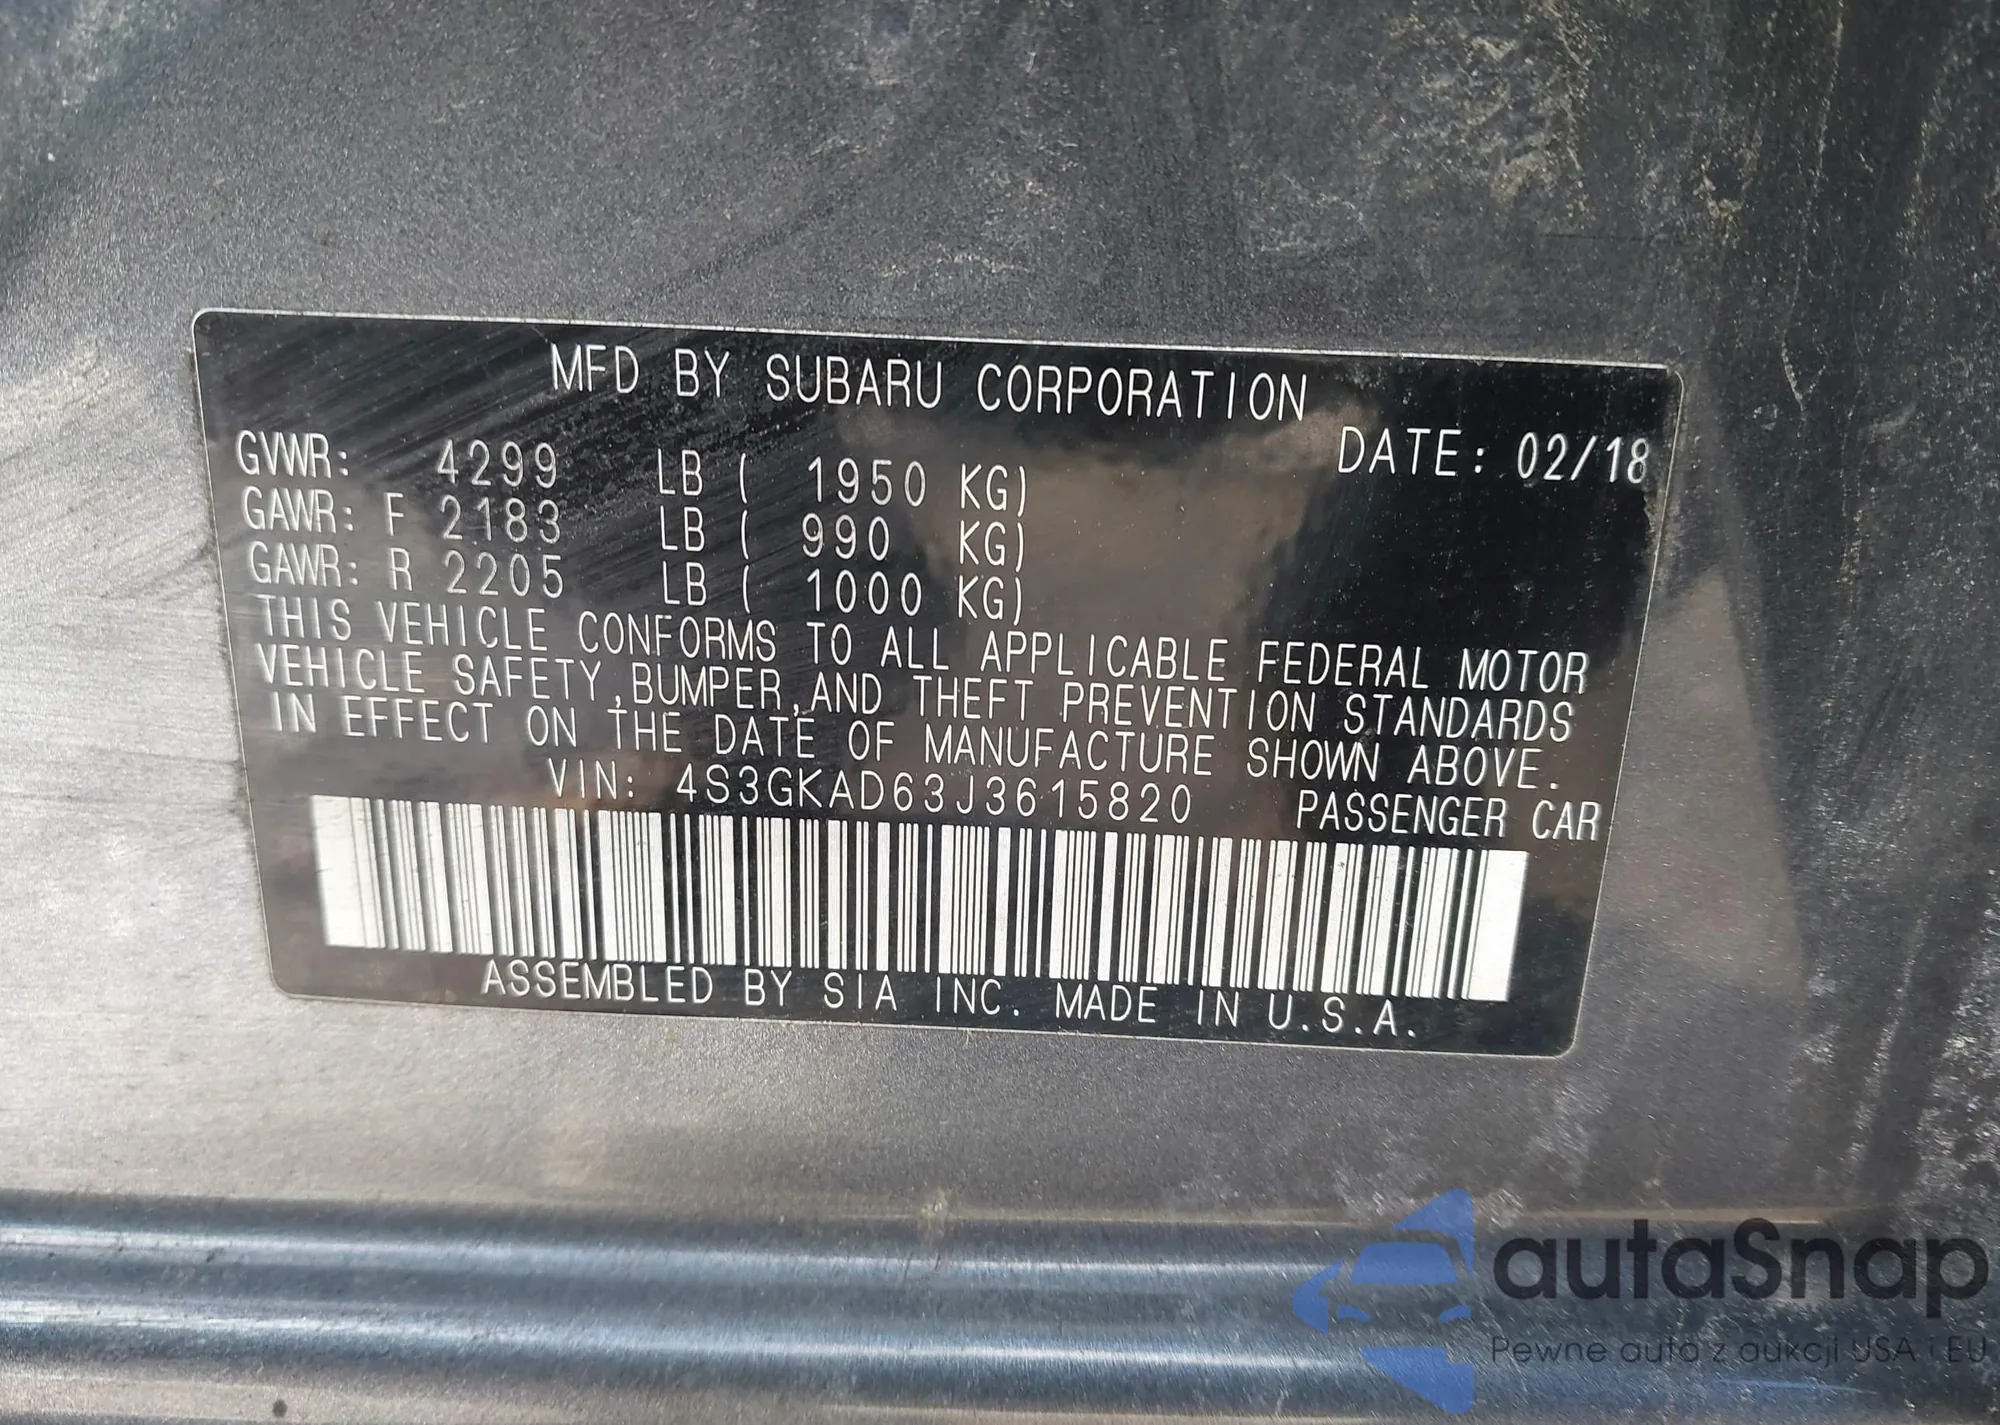 MFD BY SUBARU CORPORATION
DATE: 02/18
GVWR: 4299 LB ( 1950 KG)
GAWR: F 2183 LB ( 990 KG)
GAWR: R 2205 LB ( 1000 KG)
THIS VEHICLE CONFORMS TO ALL APPLICABLE FEDERAL MOTOR
VEHICLE SAFETY,BUMPER,AND THEFT PREVENTION STANDARDS
IN EFFECT ON THE DATE OF MANUFACTURE SHOWN ABOVE.
VIN: 4S3GKAD63J3615820 PASSENGER CAR
ASSEMBLED BY SIA INC. MADE IN U.S.A.
autaSnap
Pewne auta z aukcji USA i EU